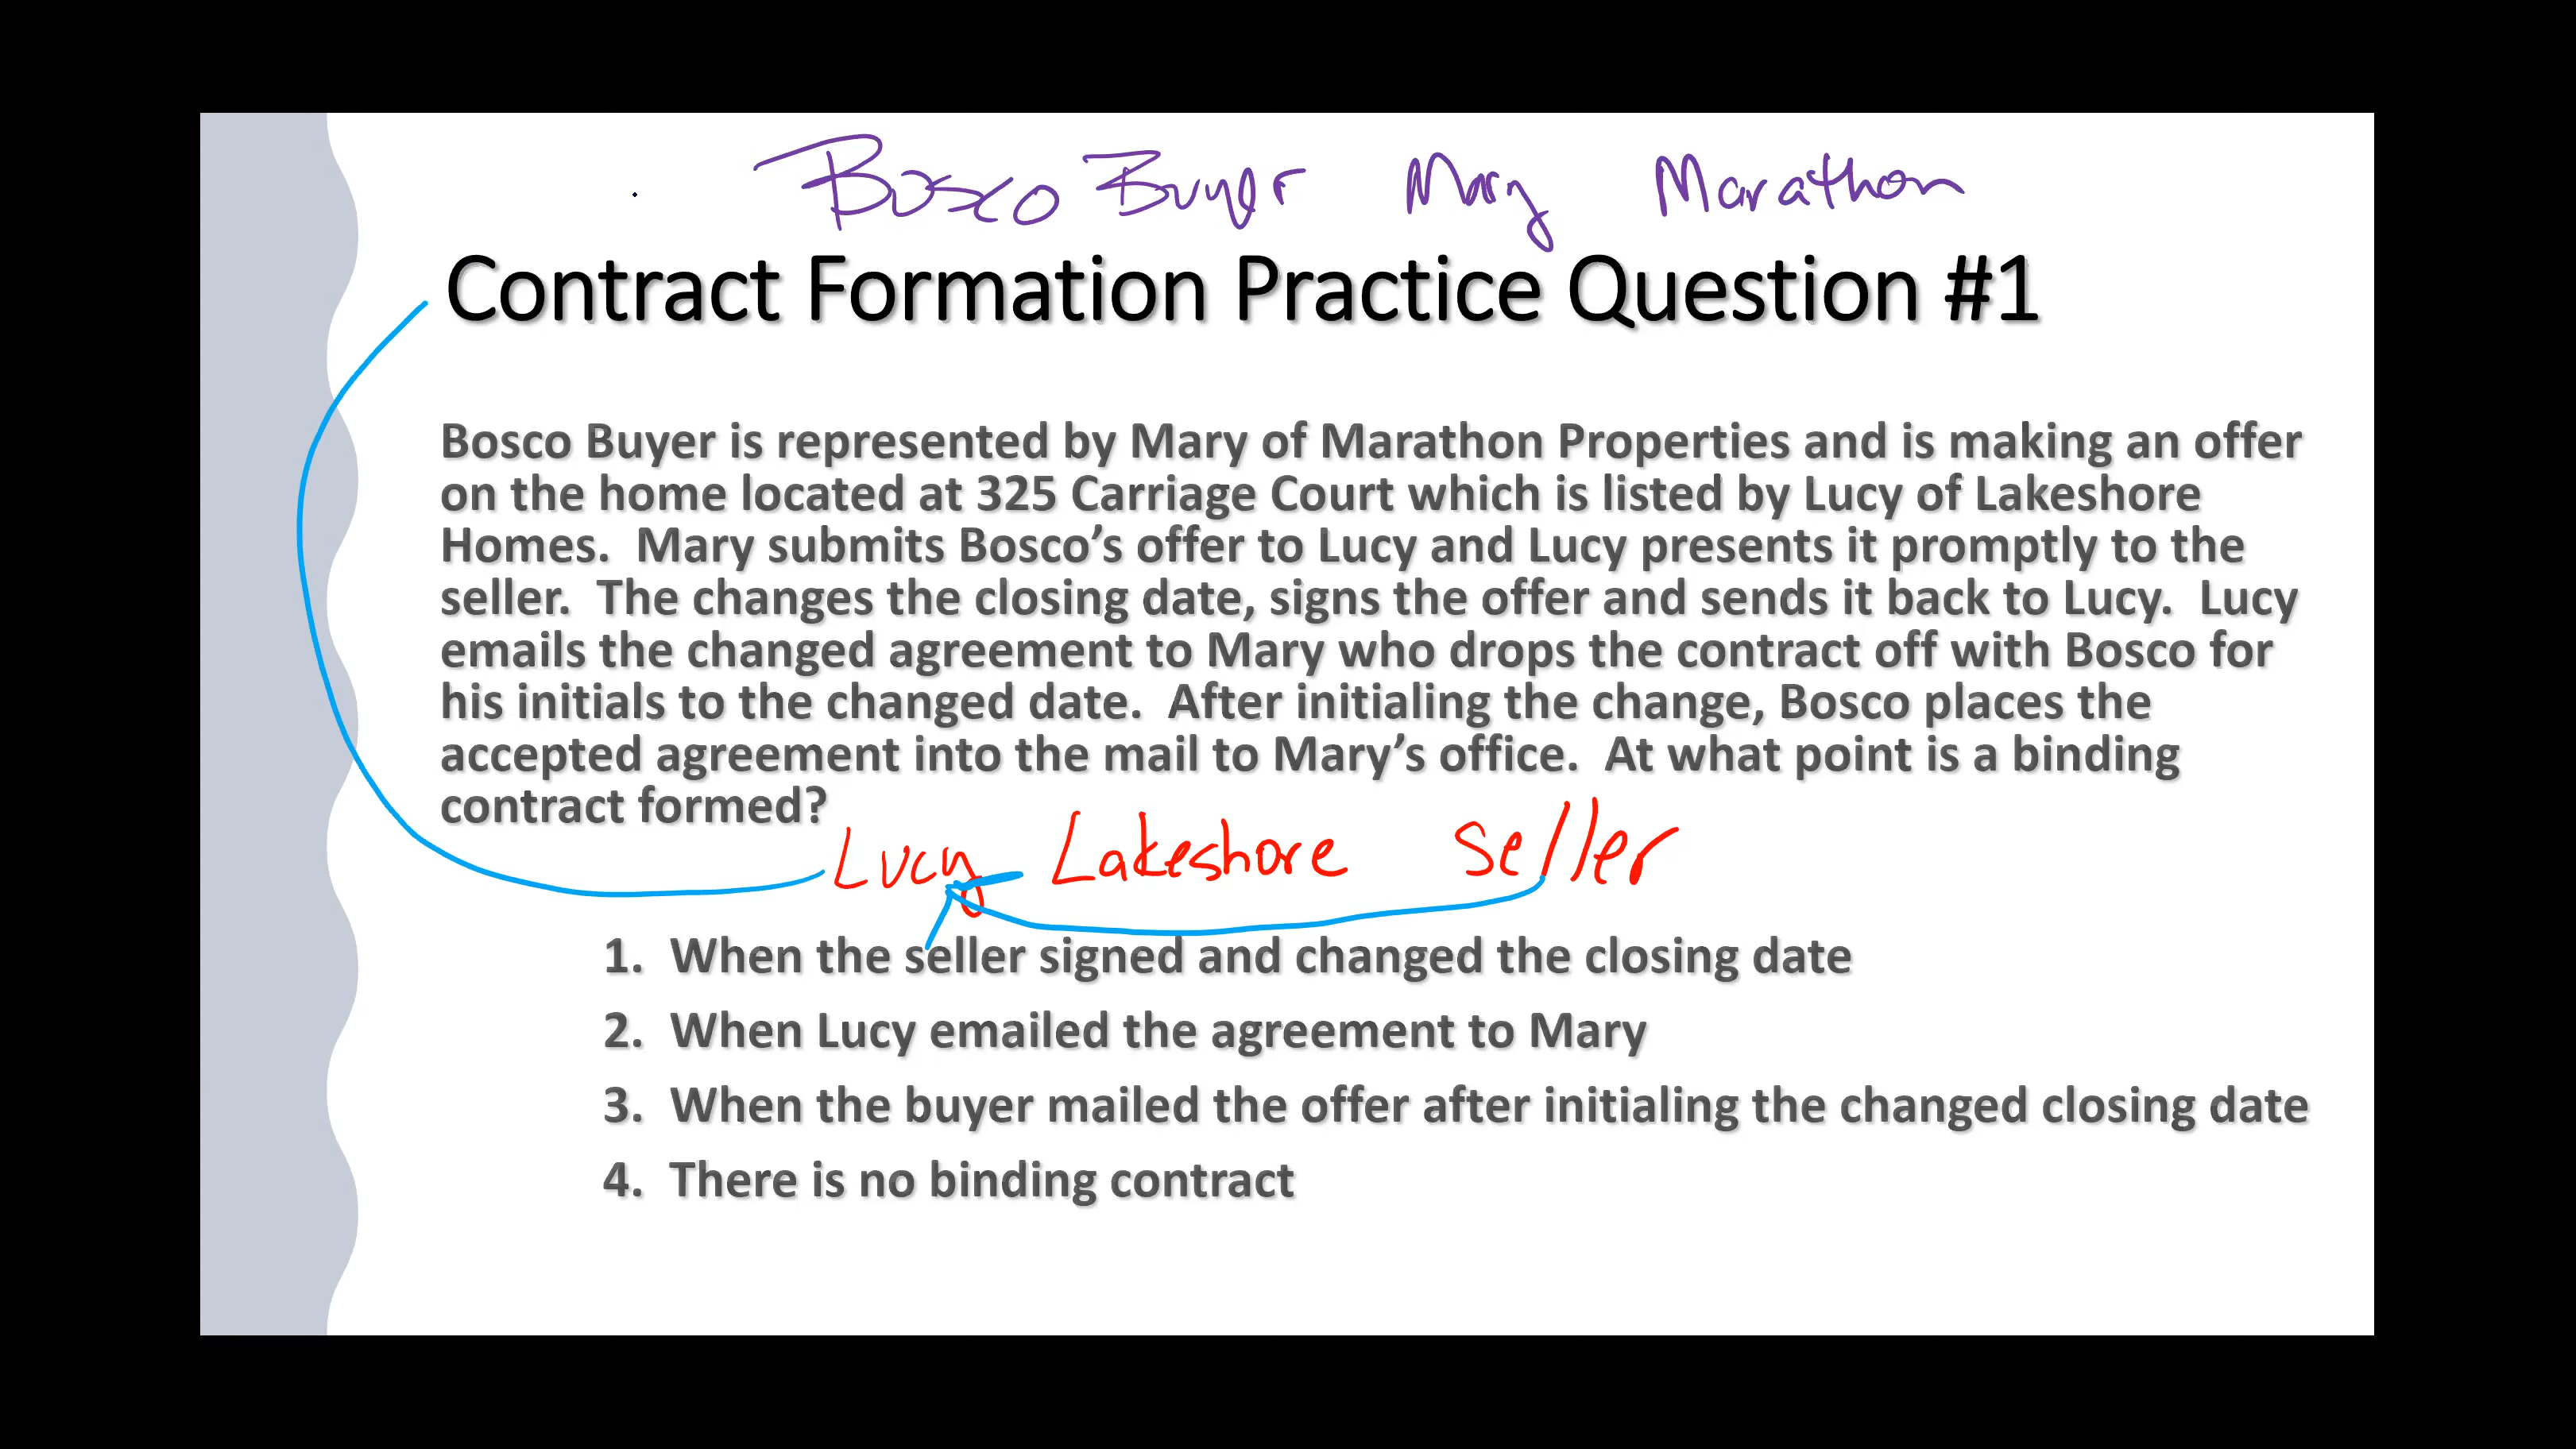 Bosco Buyer Mary Marathon
Contract Formation Practice Question #1
Bosco Buyer is represented by Mary of Marathon Properties and is making an offer
on the home located at 325 Carriage Court which is listed by Lucy of Lakeshore
Homes. Mary submits Bosco’s offer to Lucy and Lucy presents it promptly to the
seller. The changes the closing date, signs the offer and sends it back to Lucy. Lucy
emails the changed agreement to Mary who drops the contract off with Bosco for
his initials to the changed date. After initialing the change, Bosco places the
accepted agreement into the mail to Mary’s office. At what point is a binding
contract formed?
Lucy Lakeshore Seller
1. When the seller signed and changed the closing date
2. When Lucy emailed the agreement to Mary
3. When the buyer mailed the offer after initialing the changed closing date
4. There is no binding contract